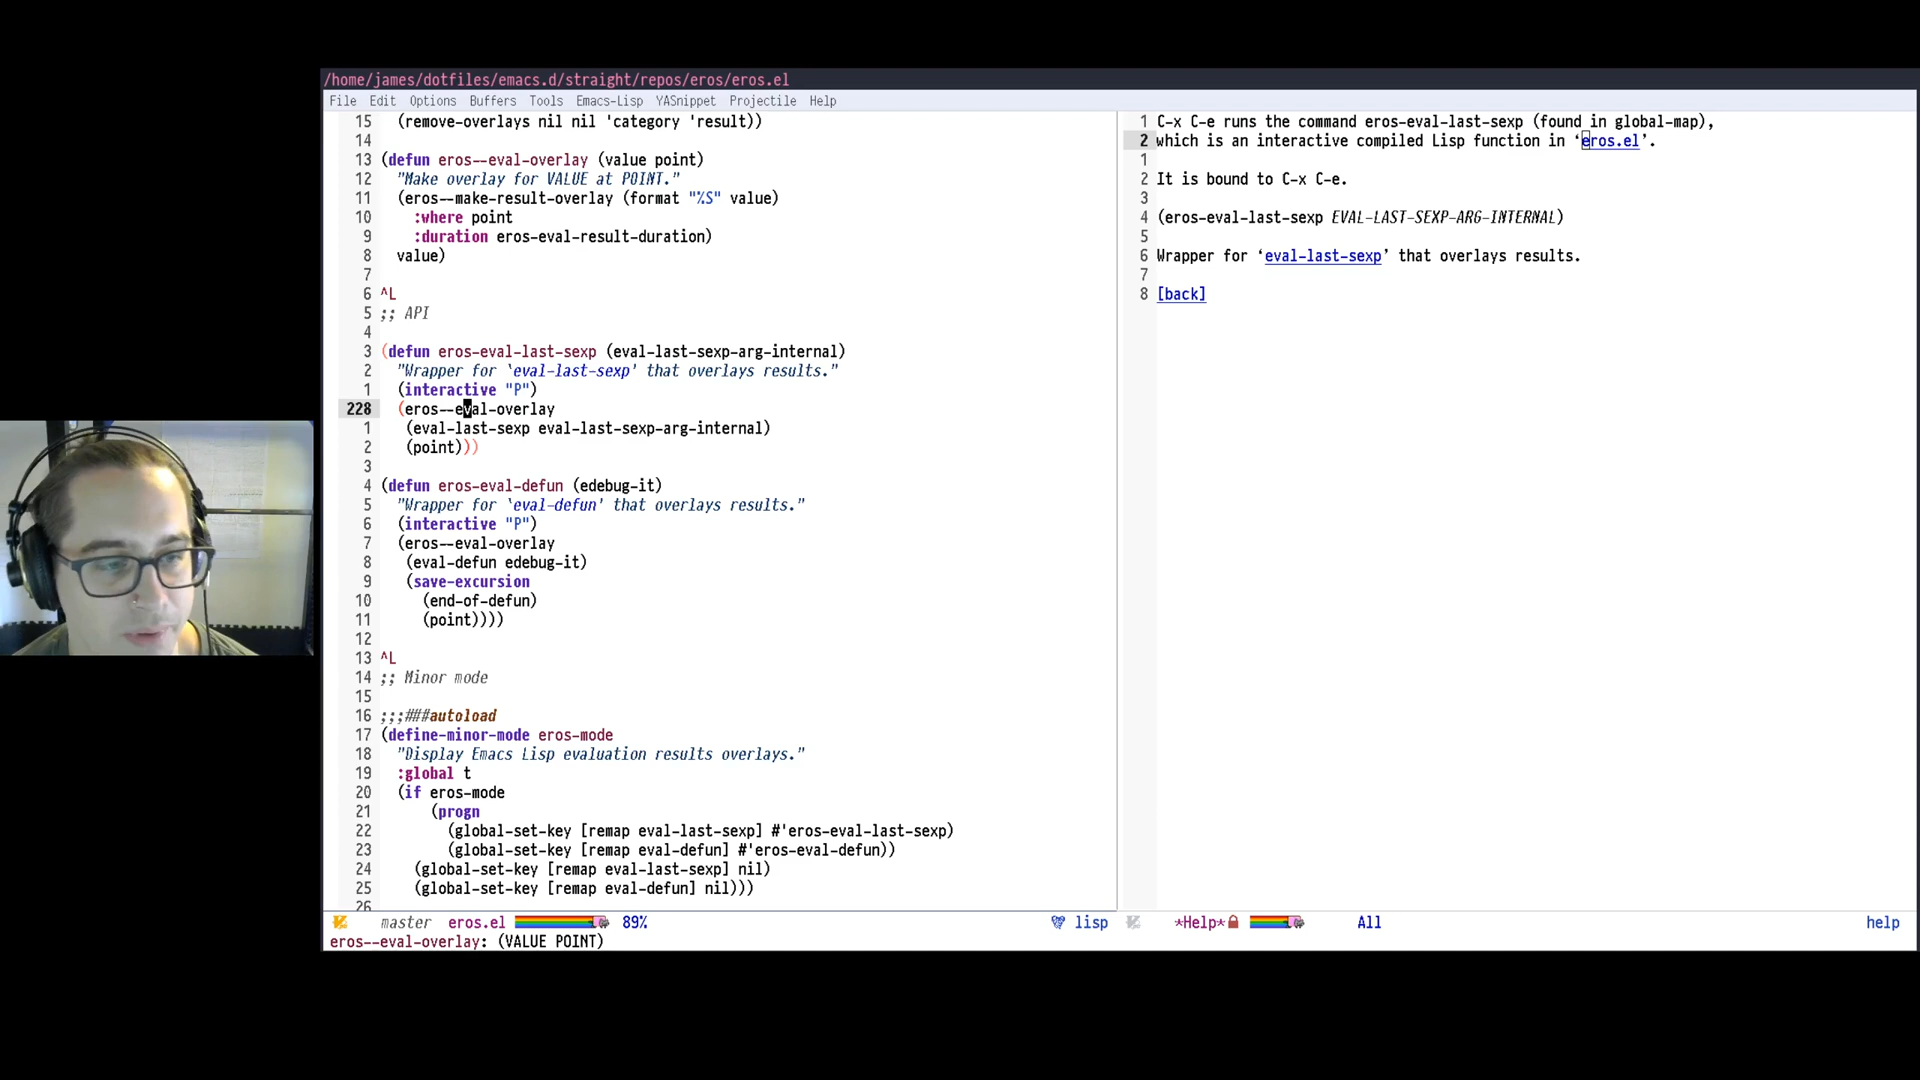 /home/james/dotfiles/emacs.d/straight/repos/eros/eros.el
File Edit Options Buffers Tools Emacs-Lisp YASnippet Projectile Help
15 (remove-overlays nil nil 'category 'result))
14
13 (defun eros--eval-overlay (value point)
12 "Make overlay for VALUE at POINT."
11 (eros--make-result-overlay (format "%S" value)
10 :where point
9 :duration eros-eval-result-duration)
8 value)
7
6 ^L
5 ;; API
4
3 (defun eros-eval-last-sexp (eval-last-sexp-arg-internal)
2 "Wrapper for `eval-last-sexp' that overlays results."
1 (interactive "P")
228 (eros--eval-overlay
1 (eval-last-sexp eval-last-sexp-arg-internal)
2 (point)))
3
4 (defun eros-eval-defun (edebug-it)
5 "Wrapper for `eval-defun' that overlays results."
6 (interactive "P")
7 (eros--eval-overlay
8 (eval-defun edebug-it)
9 (save-excursion
10 (end-of-defun)
11 (point))))
12
13 ^L
14 ;; Minor mode
15
16 ;;;###autoload
17 (define-minor-mode eros-mode
18 "Display Emacs Lisp evaluation results overlays."
19 :global t
20 (if eros-mode
21 (progn
22 (global-set-key [remap eval-last-sexp] #'eros-eval-last-sexp)
23 (global-set-key [remap eval-defun] #'eros-eval-defun))
24 (global-set-key [remap eval-last-sexp] nil)
25 (global-set-key [remap eval-defun] nil)))
26
master eros.el 89% lisp
eros--eval-overlay: (VALUE POINT)
1 C-x C-e runs the command eros-eval-last-sexp (found in global-map),
2 which is an interactive compiled Lisp function in ‘eros.el’.
1
2 It is bound to C-x C-e.
3
4 (eros-eval-last-sexp EVAL-LAST-SEXP-ARG-INTERNAL)
5
6 Wrapper for ‘eval-last-sexp’ that overlays results.
7
8 [back]
*Help* All help